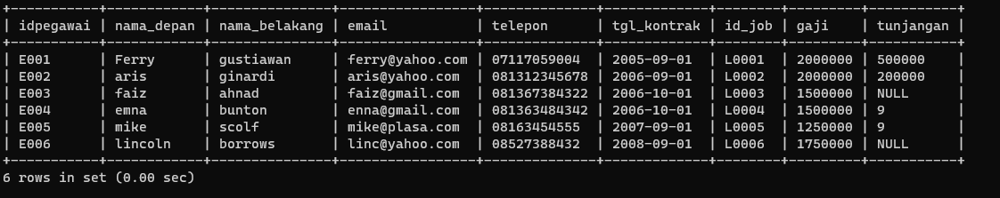 +-----------+------------+---------------+-----------------+--------------+-------------+--------+---------+-----------+
| idpegawai | nama_depan | nama_belakang | email           | telepon      | tgl_kontrak | id_job | gaji    | tunjangan |
+-----------+------------+---------------+-----------------+--------------+-------------+--------+---------+-----------+
| E001      | Ferry      | gustiawan     | ferry@yahoo.com | 07117059004  | 2005-09-01  | L0001  | 2000000 | 500000    |
| E002      | aris       | ginardi       | aris@yahoo.com  | 081312345678 | 2006-09-01  | L0002  | 2000000 | 200000    |
| E003      | faiz       | ahnad         | faiz@gmail.com  | 081367384322 | 2006-10-01  | L0003  | 1500000 | NULL      |
| E004      | emna       | bunton        | enna@gmail.com  | 081363484342 | 2006-10-01  | L0004  | 1500000 | 9         |
| E005      | mike       | scolf         | mike@plasa.com  | 08163454555  | 2007-09-01  | L0005  | 1250000 | 9         |
| E006      | lincoln    | borrows       | linc@yahoo.com  | 08527388432  | 2008-09-01  | L0006  | 1750000 | NULL      |
+-----------+------------+---------------+-----------------+--------------+-------------+--------+---------+-----------+
6 rows in set (0.00 sec)